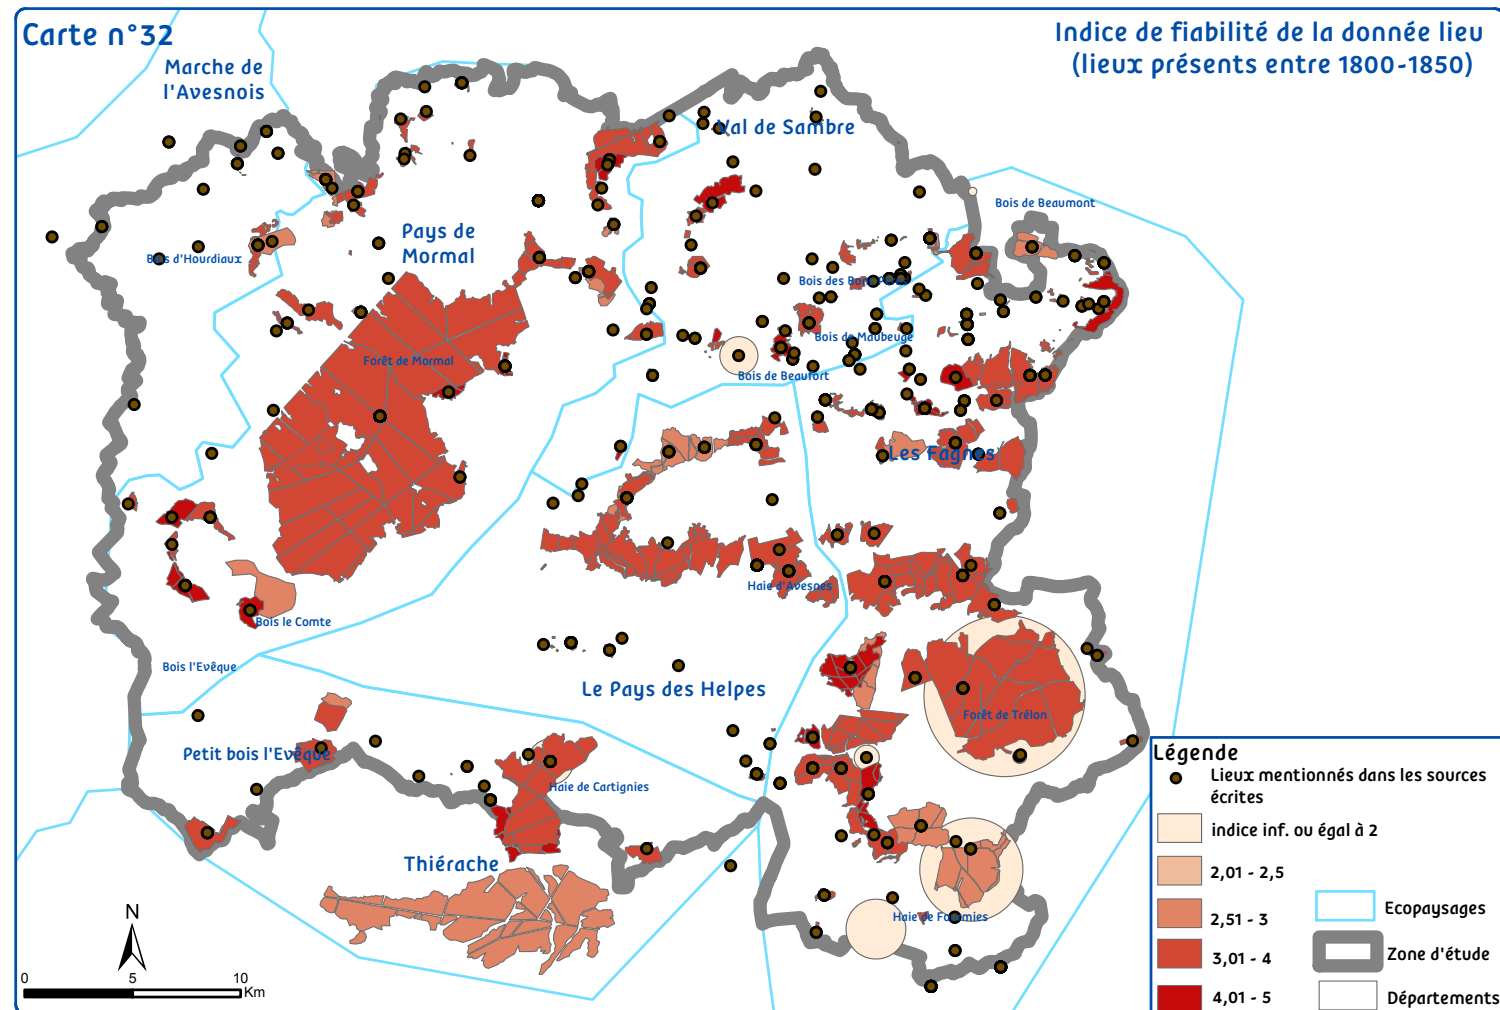 Carte n°32
Indice de fiabilité de la donnée lieu
(lieux présents entre 1800-1850)
Marche de
l'Avesnois
Val de Sambre
Bois de Beaumont
Pays de
Mormal
Bois d'Hourdiaux
Bois des Bons Pères
Bois de Maubeuge
Forêt de Mormal
Bois de Beaufort
Les Fagnes
Haie d'Avesnes
Bois le Comte
Bois l'Evêque
Le Pays des Helpes
Forêt de Trélon
Petit bois l'Evêque
Haie de Cartignies
Thiérache
Haie de Fourmies
N
0 5 10
Km
Légende
Lieux mentionnés dans les sources
écrites
indice inf. ou égal à 2
2,01 - 2,5
2,51 - 3
3,01 - 4
4,01 - 5
Ecopaysages
Zone d'étude
Départements